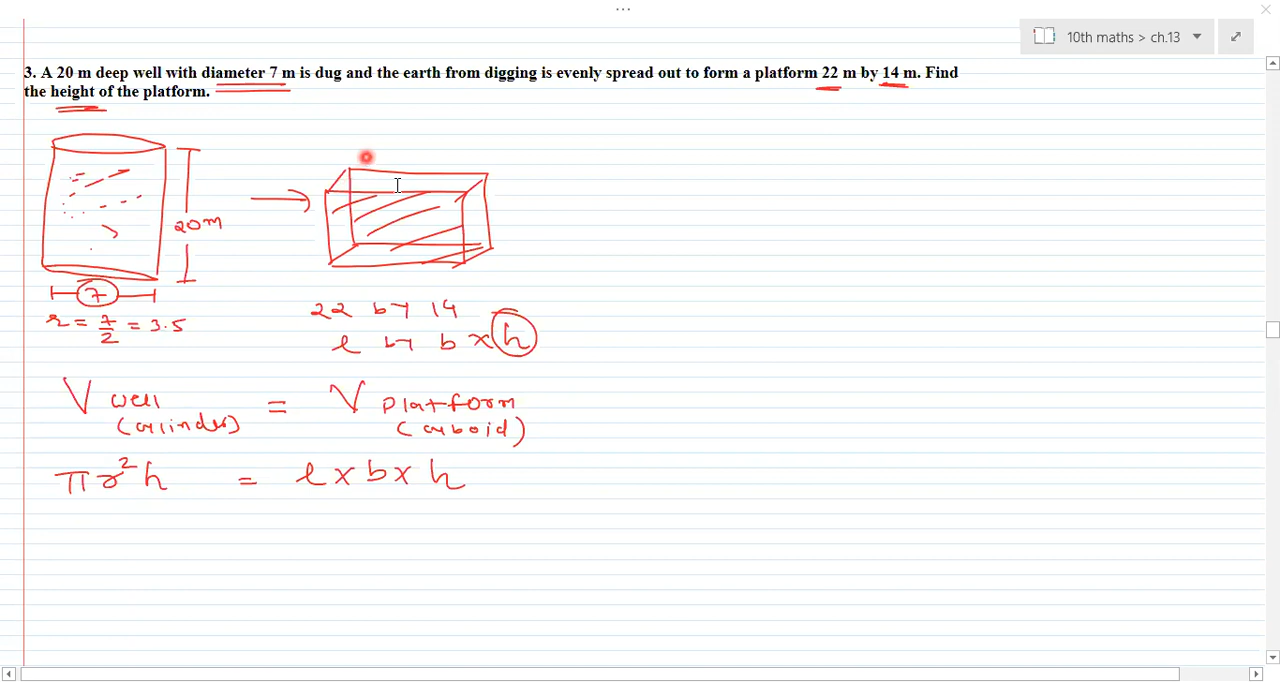 ...
10th maths > ch.13
3. A 20 m deep well with diameter 7 m is dug and the earth from digging is evenly spread out to form a platform 22 m by 14 m. Find
the height of the platform.
20m
7
r = 7/2 = 3.5
22 by 14
l by b × h
V well = V platform
(cylinder) (cuboid)
πr²h = l × b × h